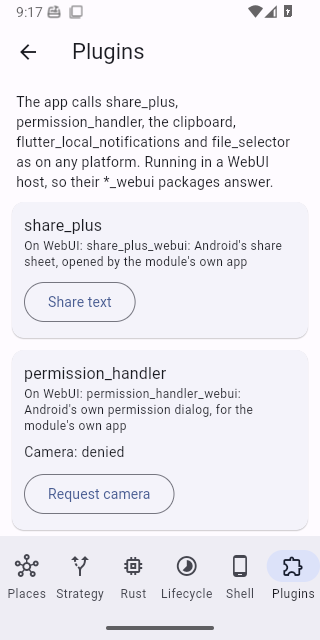 9:17
Plugins
The app calls share_plus,
permission_handler, the clipboard,
flutter_local_notifications and file_selector
as on any platform. Running in a WebUI
host, so their *_webui packages answer.
share_plus
On WebUI: share_plus_webui: Android's share
sheet, opened by the module's own app
Share text
permission_handler
On WebUI: permission_handler_webui:
Android's own permission dialog, for the
module's own app
Camera: denied
Request camera
Places Strategy Rust Lifecycle Shell Plugins